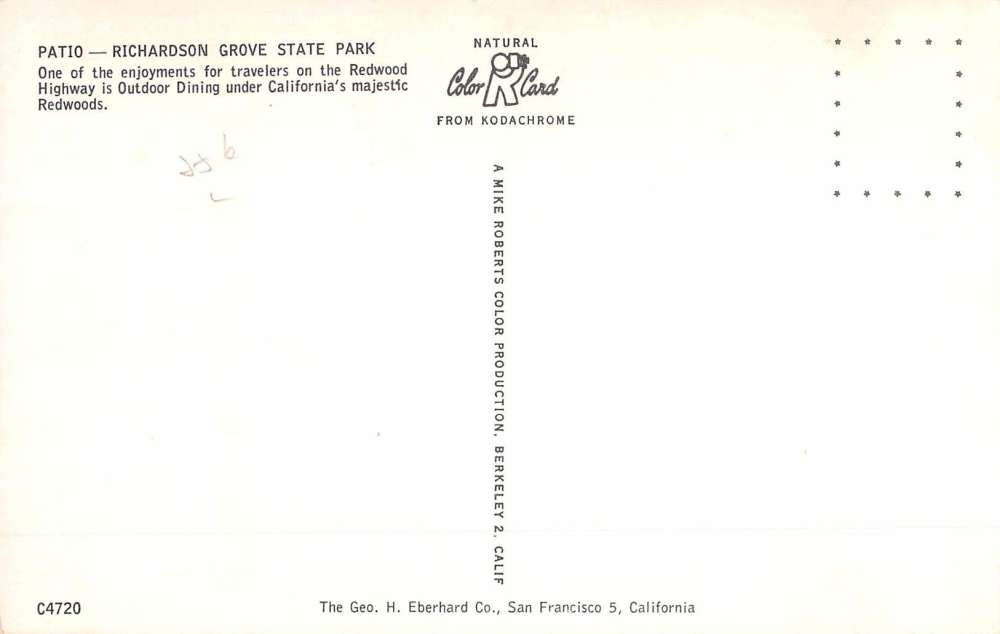 PATIO — RICHARDSON GROVE STATE PARK
One of the enjoyments for travelers on the Redwood
Highway is Outdoor Dining under California's majestic
Redwoods.
NATURAL
Color Card
FROM KODACHROME
A MIKE ROBERTS COLOR PRODUCTION, BERKELEY 2, CALIF
C4720
The Geo. H. Eberhard Co., San Francisco 5, California